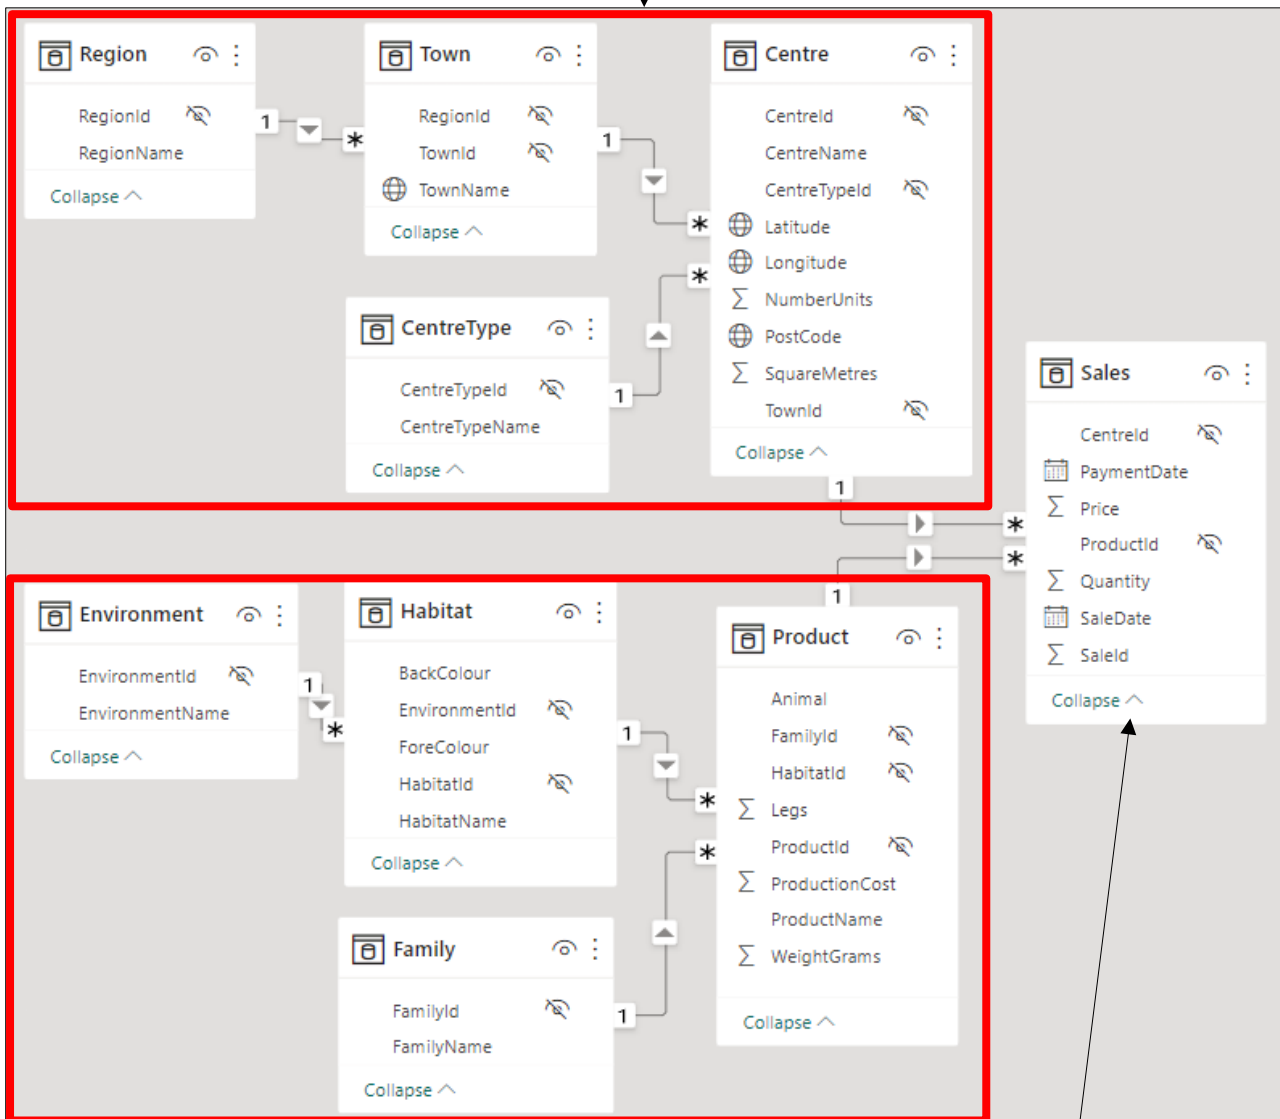 Region
RegionId
RegionName
Collapse
1
*
Town
RegionId
TownId
TownName
Collapse
1
*
Centre
CentreId
CentreName
CentreTypeId
Latitude
Longitude
NumberUnits
PostCode
SquareMetres
TownId
Collapse
1
*
CentreType
CentreTypeId
CentreTypeName
Collapse
1
*
Sales
CentreId
PaymentDate
Price
ProductId
Quantity
SaleDate
SaleId
Collapse
*
Environment
EnvironmentId
EnvironmentName
Collapse
1
*
Habitat
BackColour
EnvironmentId
ForeColour
HabitatId
HabitatName
Collapse
1
*
Product
Animal
FamilyId
HabitatId
Legs
ProductId
ProductionCost
ProductName
WeightGrams
Collapse
1
*
Family
FamilyId
FamilyName
Collapse
1